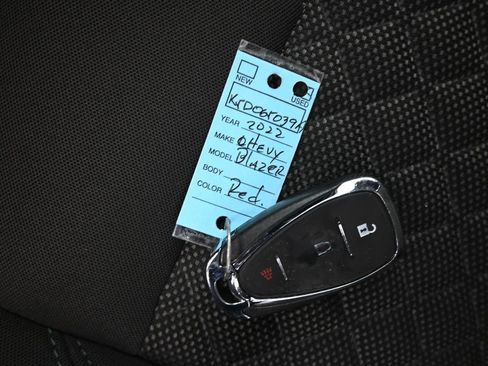 NEW
USED
YEAR 2022
MAKE CHEVY
MODEL BLAZER
BODY
COLOR Red.